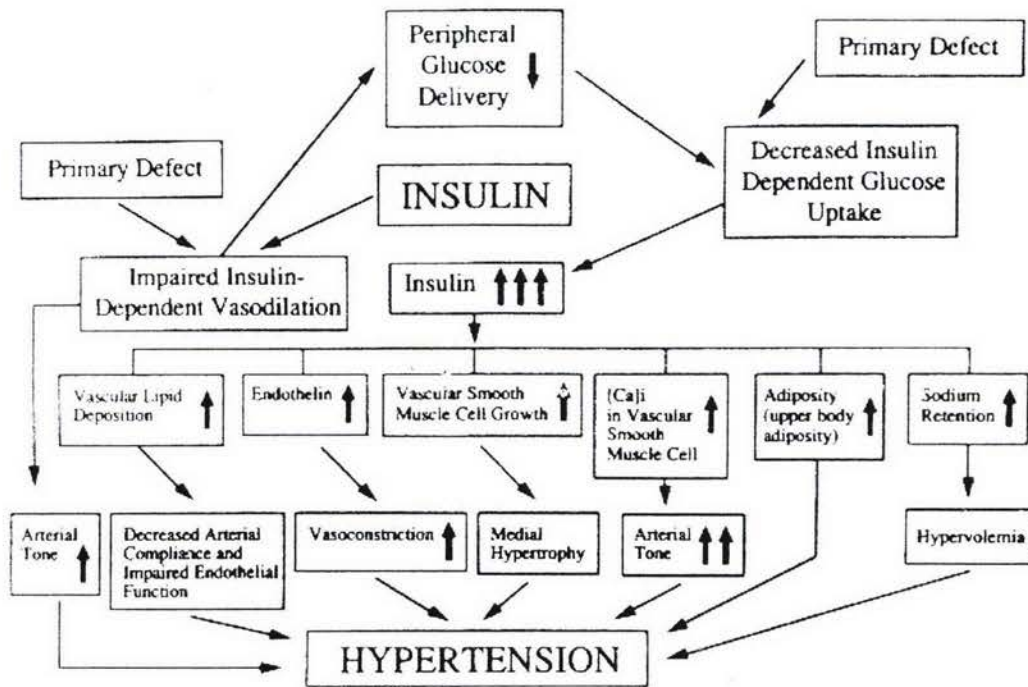 Peripheral
Glucose
Delivery
Primary Defect
Primary Defect
INSULIN
Decreased Insulin
Dependent Glucose
Uptake
Impaired Insulin-
Dependent Vasodilation
Insulin
Vascular Lipid
Deposition
Endothelin
Vascular Smooth
Muscle Cell Growth
[Ca]i
in Vascular
Smooth
Muscle Cell
Adiposity
(upper body
adiposity)
Sodium
Retention
Arterial
Tone
Decreased Arterial
Compliance and
Impaired Endothelial
Function
Vasoconstriction
Medial
Hypertrophy
Arterial
Tone
Hypervolemia
HYPERTENSION